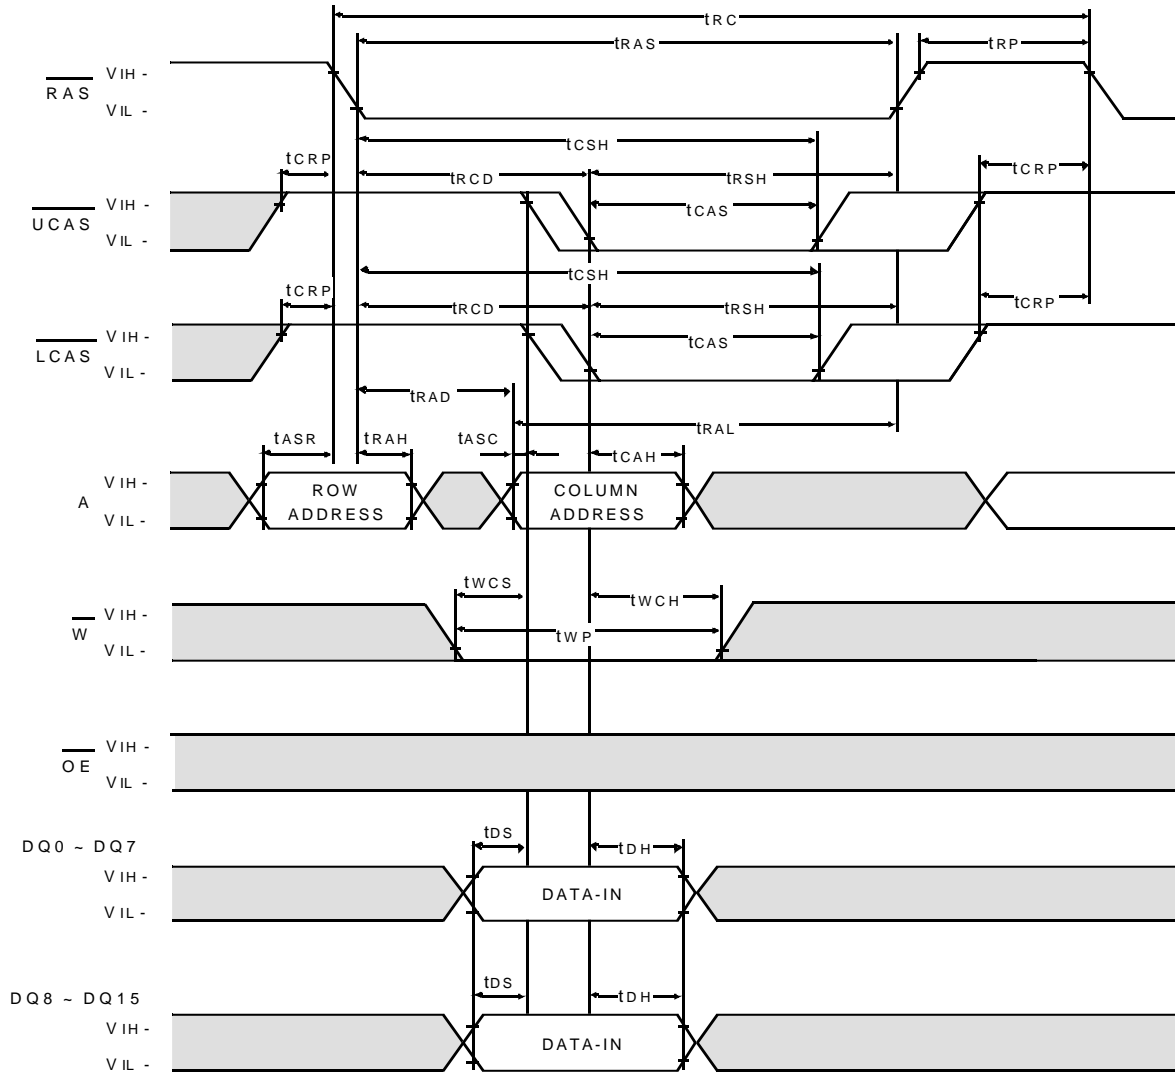 tRC
tRAS
tRP
RAS
VIH -
VIL -
tCSH
tCRP
tRCD
tRSH
tCRP
UCAS
VIH -
VIL -
tCAS
tCSH
tCRP
tRCD
tRSH
tCRP
LCAS
VIH -
VIL -
tCAS
tRAD
tRAL
tASR
tRAH
tASC
tCAH
A
VIH -
VIL -
ROW
ADDRESS
COLUMN
ADDRESS
tWCS
tWCH
tWP
W
VIH -
VIL -
OE
VIH -
VIL -
DQ0 ~ DQ7
tDS
tDH
VIH -
VIL -
DATA-IN
DQ8 ~ DQ15
tDS
tDH
VIH -
VIL -
DATA-IN